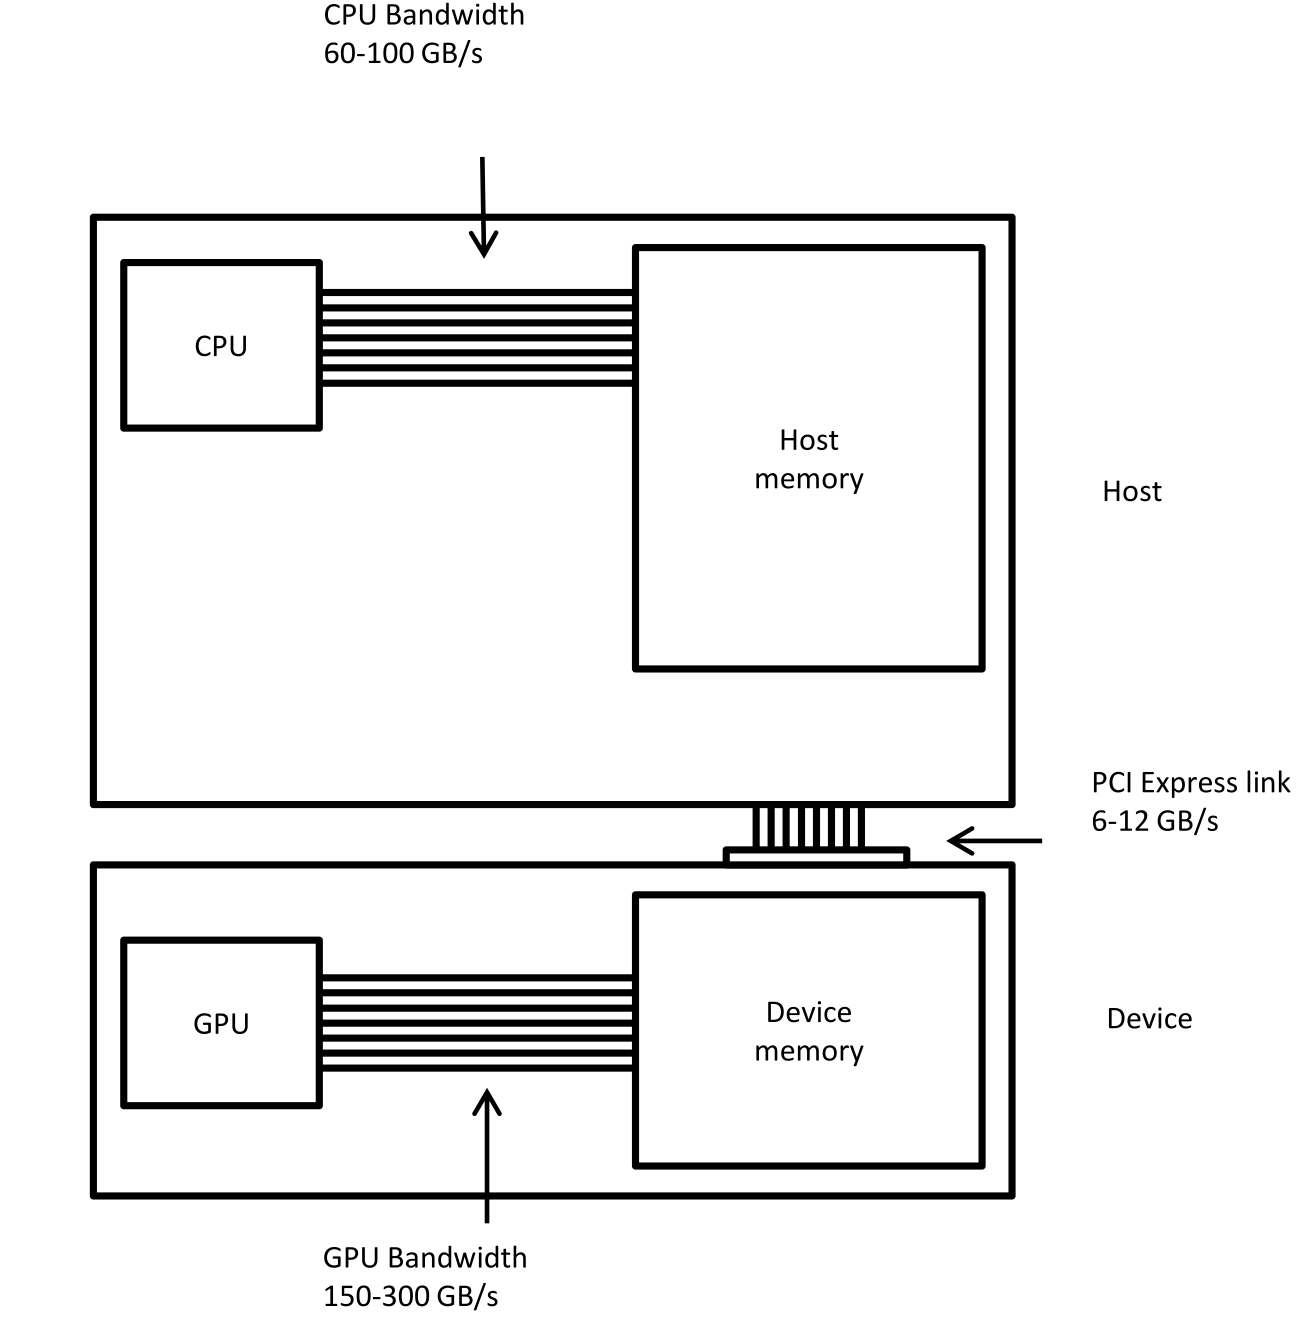 CPU Bandwidth
60-100 GB/s
CPU
Host
memory
Host
PCI Express link
6-12 GB/s
GPU
Device
memory
Device
GPU Bandwidth
150-300 GB/s